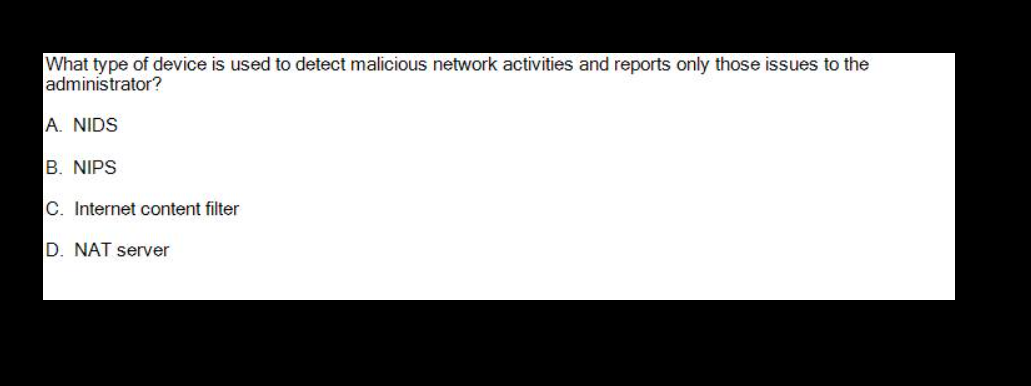 What type of device is used to detect malicious network activities and reports only those issues to the
administrator?
A. NIDS
B. NIPS
C. Internet content filter
D. NAT server